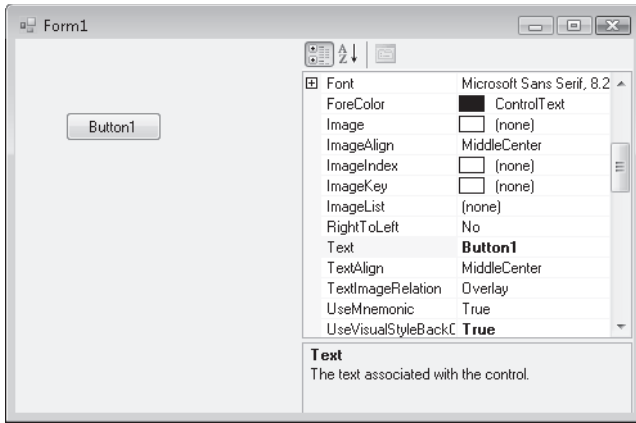 Form1
A
Z
Button1
Font Microsoft Sans Serif, 8.2
ForeColor ControlText
Image (none)
ImageAlign MiddleCenter
ImageIndex (none)
ImageKey (none)
ImageList (none)
RightToLeft No
Text Button1
TextAlign MiddleCenter
TextImageRelation Overlay
UseMnemonic True
UseVisualStyleBackC True
Text
The text associated with the control.